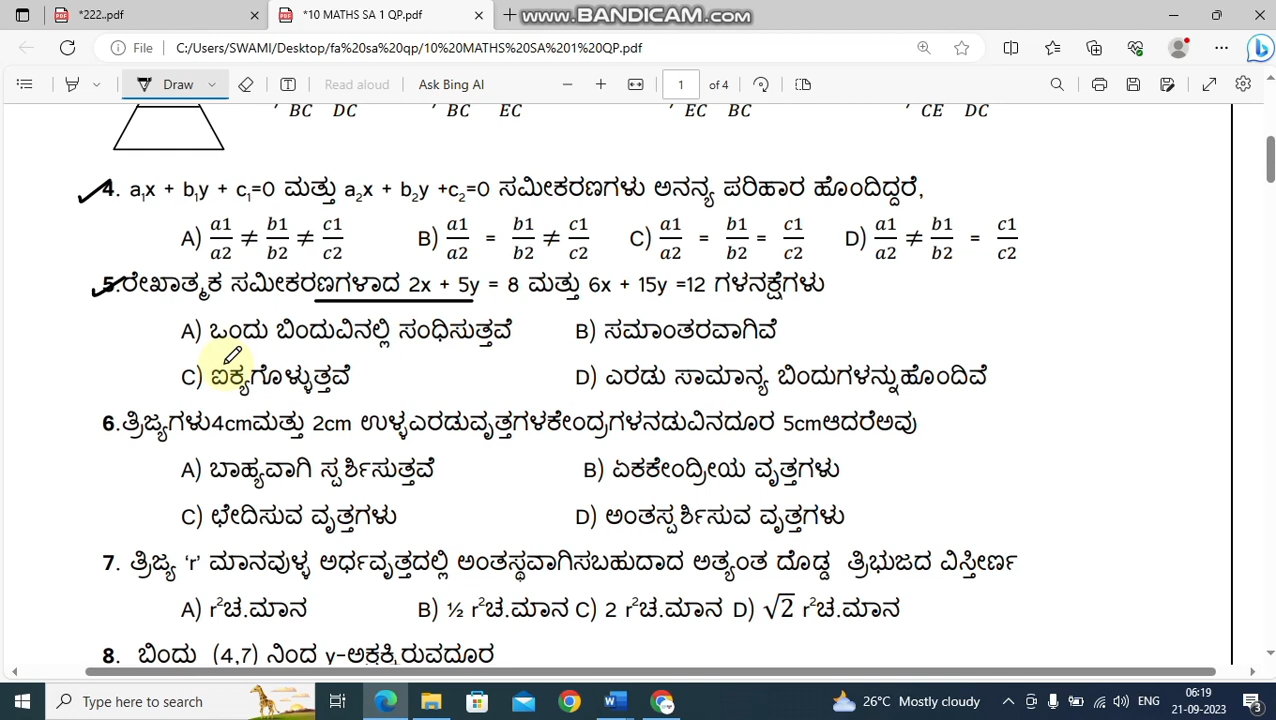 *222..pdf
*10 MATHS SA 1 QP.pdf
www.BANDICAM.com
File C:/Users/SWAMI/Desktop/fa%20sa%20qp/10%20MATHS%20SA%201%20QP.pdf
Draw
Read aloud
Ask Bing AI
1 of 4
BC DC
BC EC
EC BC
CE DC
4. a1x + b1y + c1=0 ಮತ್ತು a2x + b2y +c2=0 ಸಮೀಕರಣಗಳು ಅನನ್ಯ ಪರಿಹಾರ ಹೊಂದಿದ್ದರೆ,
A) a1/a2 ≠ b1/b2 ≠ c1/c2 B) a1/a2 = b1/b2 ≠ c1/c2 C) a1/a2 = b1/b2 = c1/c2 D) a1/a2 ≠ b1/b2 = c1/c2
5.ರೇಖಾತ್ಮಕ ಸಮೀಕರಣಗಳಾದ 2x + 5y = 8 ಮತ್ತು 6x + 15y =12 ಗಳನಕ್ಷೆಗಳು
A) ಒಂದು ಬಿಂದುವಿನಲ್ಲಿ ಸಂಧಿಸುತ್ತವೆ B) ಸಮಾಂತರವಾಗಿವೆ
C) ಐಕ್ಯಗೊಳ್ಳುತ್ತವೆ D) ಎರಡು ಸಾಮಾನ್ಯ ಬಿಂದುಗಳನ್ನುಹೊಂದಿವೆ
6.ತ್ರಿಜ್ಯಗಳು4cmಮತ್ತು 2cm ಉಳ್ಳಎರಡುವೃತ್ತಗಳಕೇಂದ್ರಗಳನಡುವಿನದೂರ 5cmಆದರೆಅವು
A) ಬಾಹ್ಯವಾಗಿ ಸ್ಪರ್ಶಿಸುತ್ತವೆ B) ಏಕಕೇಂದ್ರೀಯ ವೃತ್ತಗಳು
C) ಛೇದಿಸುವ ವೃತ್ತಗಳು D) ಅಂತಸ್ಪರ್ಶಿಸುವ ವೃತ್ತಗಳು
7. ತ್ರಿಜ್ಯ 'r' ಮಾನವುಳ್ಳ ಅರ್ಧವೃತ್ತದಲ್ಲಿ ಅಂತಸ್ಥವಾಗಿಸಬಹುದಾದ ಅತ್ಯಂತ ದೊಡ್ಡ ತ್ರಿಭುಜದ ವಿಸ್ತೀರ್ಣ
A) r²ಚ.ಮಾನ B) ½ r²ಚ.ಮಾನ C) 2 r²ಚ.ಮಾನ D) √2 r²ಚ.ಮಾನ
8. ಬಿಂದು (4,7) ನಿಂದ y-ಅಕ್ಷಕ್ಕಿರುವದೂರ
Type here to search
26°C Mostly cloudy
ENG
06:19
21-09-2023
3